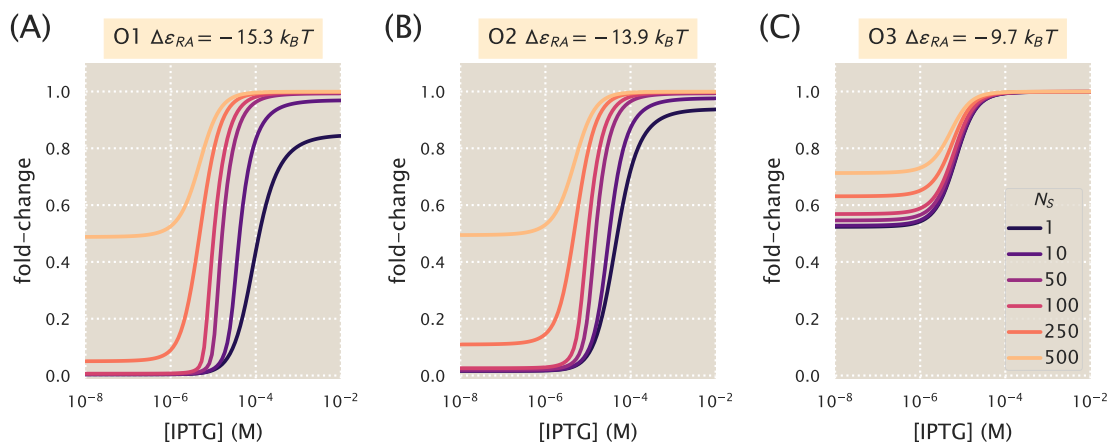 (A)
O1 Δε_RA = −15.3 k_BT
fold−change
1.0
0.8
0.6
0.4
0.2
0.0
10⁻⁸
10⁻⁶
10⁻⁴
10⁻²
[IPTG] (M)
(B)
O2 Δε_RA = −13.9 k_BT
fold−change
1.0
0.8
0.6
0.4
0.2
0.0
10⁻⁸
10⁻⁶
10⁻⁴
10⁻²
[IPTG] (M)
(C)
O3 Δε_RA = −9.7 k_BT
fold−change
1.0
0.8
0.6
0.4
0.2
0.0
10⁻⁸
10⁻⁶
10⁻⁴
10⁻²
[IPTG] (M)
N_S
1
10
50
100
250
500